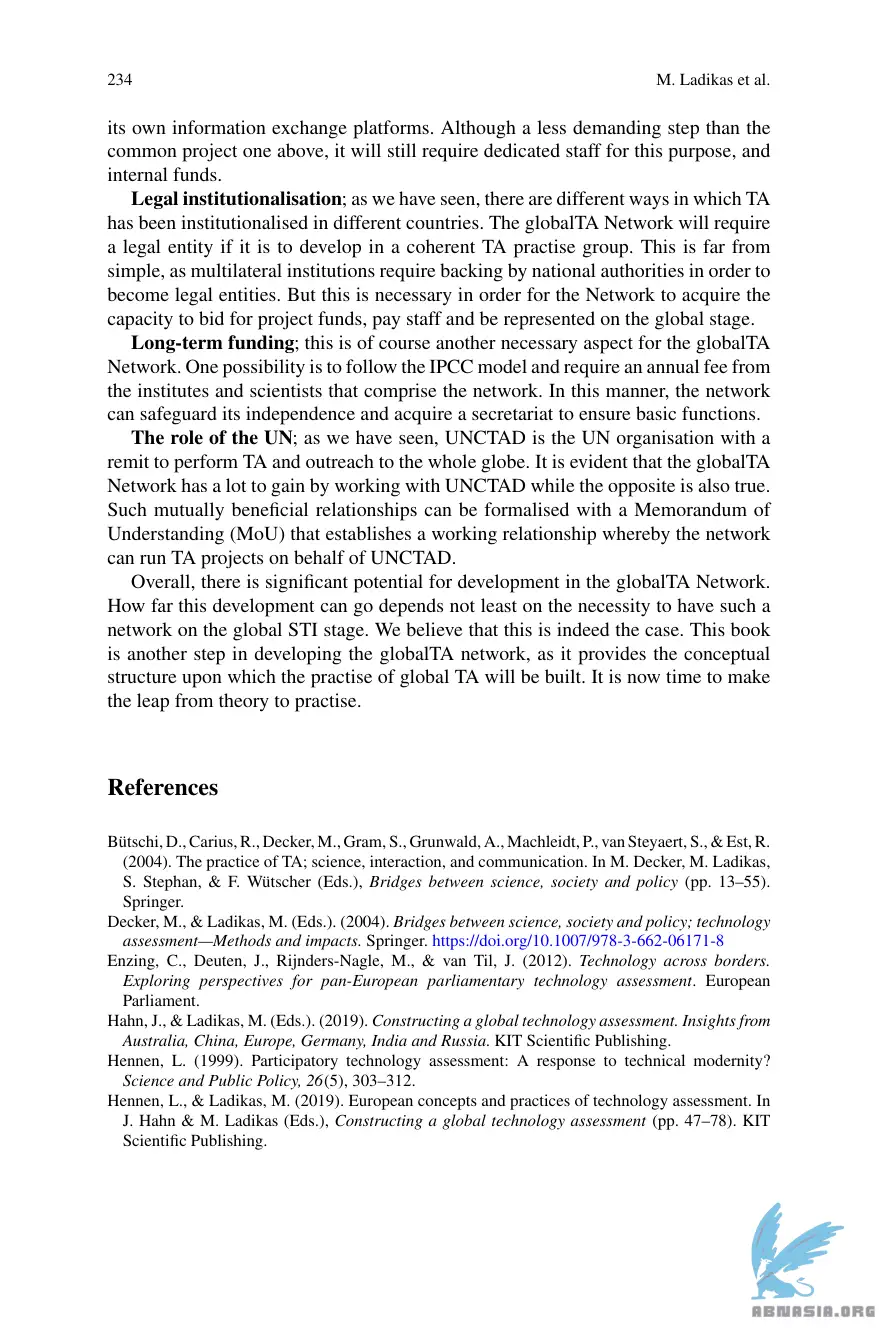 234 M. Ladikas et al.
its own information exchange platforms. Although a less demanding step than the
common project one above, it will still require dedicated staff for this purpose, and
internal funds.
Legal institutionalisation; as we have seen, there are different ways in which TA
has been institutionalised in different countries. The globalTA Network will require
a legal entity if it is to develop in a coherent TA practise group. This is far from
simple, as multilateral institutions require backing by national authorities in order to
become legal entities. But this is necessary in order for the Network to acquire the
capacity to bid for project funds, pay staff and be represented on the global stage.
Long-term funding; this is of course another necessary aspect for the globalTA
Network. One possibility is to follow the IPCC model and require an annual fee from
the institutes and scientists that comprise the network. In this manner, the network
can safeguard its independence and acquire a secretariat to ensure basic functions.
The role of the UN; as we have seen, UNCTAD is the UN organisation with a
remit to perform TA and outreach to the whole globe. It is evident that the globalTA
Network has a lot to gain by working with UNCTAD while the opposite is also true.
Such mutually beneficial relationships can be formalised with a Memorandum of
Understanding (MoU) that establishes a working relationship whereby the network
can run TA projects on behalf of UNCTAD.
Overall, there is significant potential for development in the globalTA Network.
How far this development can go depends not least on the necessity to have such a
network on the global STI stage. We believe that this is indeed the case. This book
is another step in developing the globalTA network, as it provides the conceptual
structure upon which the practise of global TA will be built. It is now time to make
the leap from theory to practise.
References
Bütschi, D., Carius, R., Decker, M., Gram, S., Grunwald, A., Machleidt, P., van Steyaert, S., & Est, R.
(2004). The practice of TA; science, interaction, and communication. In M. Decker, M. Ladikas,
S. Stephan, & F. Wütscher (Eds.), Bridges between science, society and policy (pp. 13–55).
Springer.
Decker, M., & Ladikas, M. (Eds.). (2004). Bridges between science, society and policy; technology
assessment—Methods and impacts. Springer. https://doi.org/10.1007/978-3-662-06171-8
Enzing, C., Deuten, J., Rijnders-Nagle, M., & van Til, J. (2012). Technology across borders.
Exploring perspectives for pan-European parliamentary technology assessment. European
Parliament.
Hahn, J., & Ladikas, M. (Eds.). (2019). Constructing a global technology assessment. Insights from
Australia, China, Europe, Germany, India and Russia. KIT Scientific Publishing.
Hennen, L. (1999). Participatory technology assessment: A response to technical modernity?
Science and Public Policy, 26(5), 303–312.
Hennen, L., & Ladikas, M. (2019). European concepts and practices of technology assessment. In
J. Hahn & M. Ladikas (Eds.), Constructing a global technology assessment (pp. 47–78). KIT
Scientific Publishing.
ABNASIA.ORG